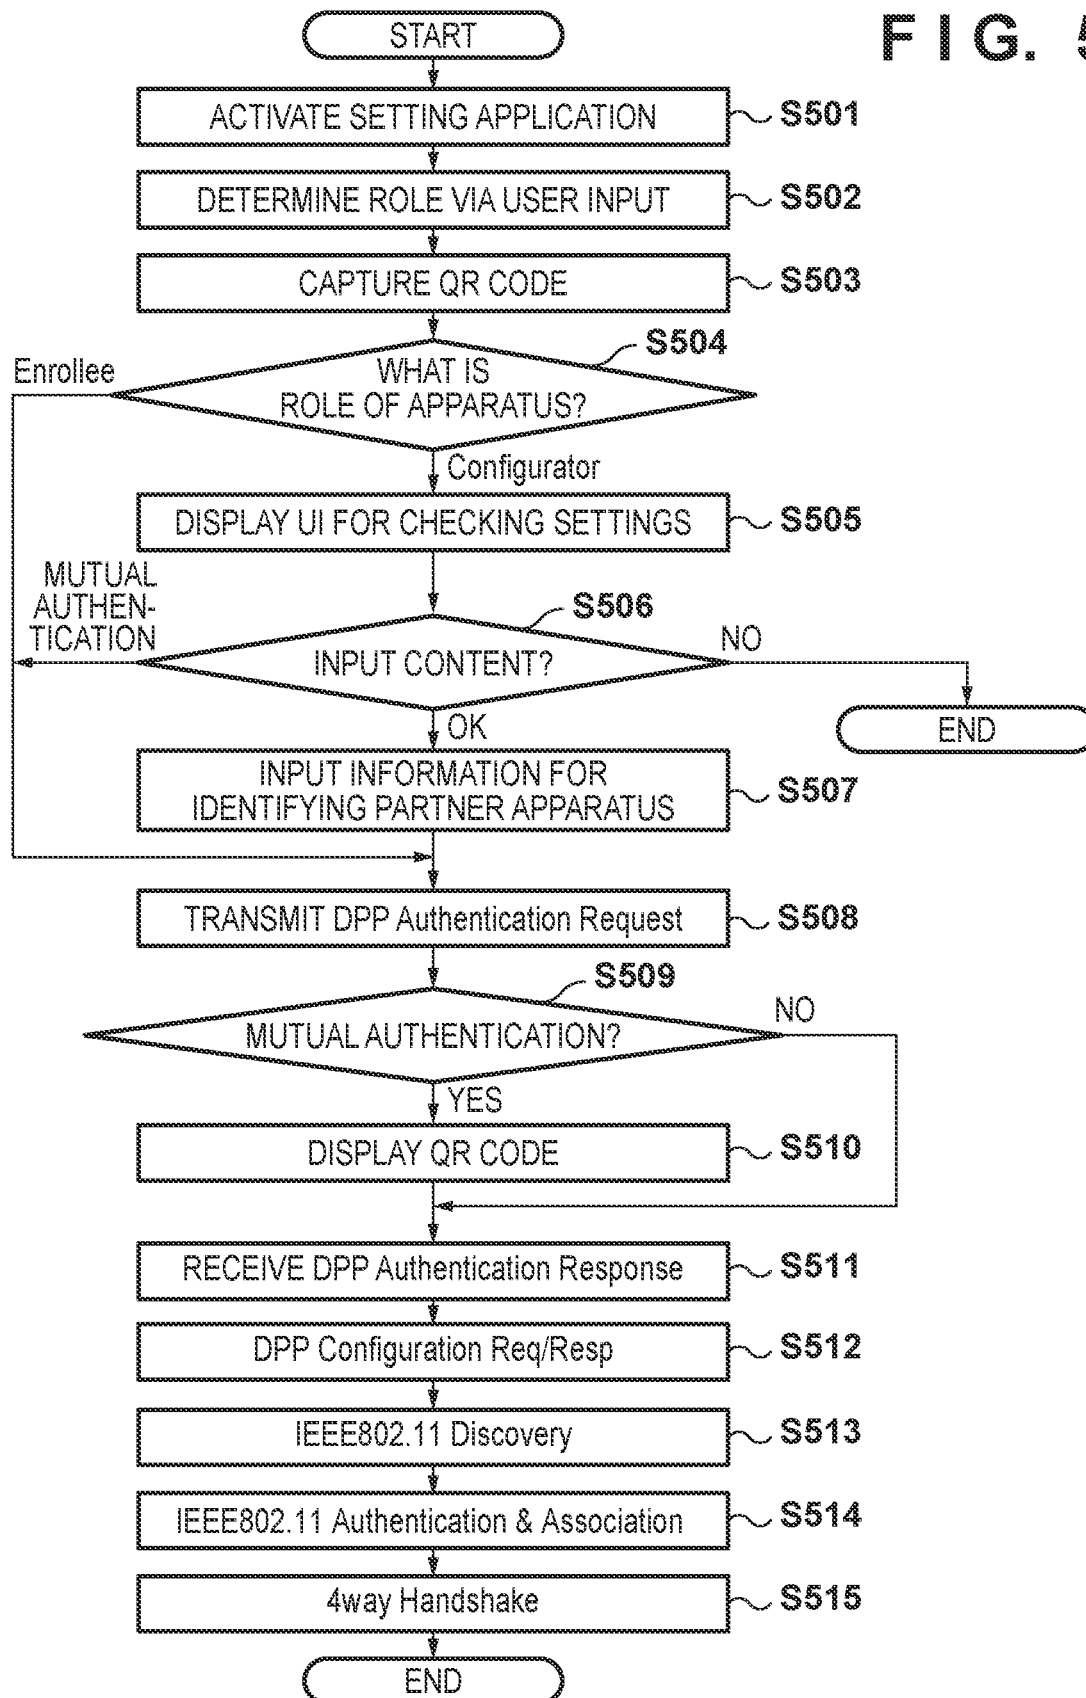 FIG. 5
START
ACTIVATE SETTING APPLICATION
S501
DETERMINE ROLE VIA USER INPUT
S502
CAPTURE QR CODE
S503
S504
Enrollee
WHAT IS
ROLE OF APPARATUS?
Configurator
DISPLAY UI FOR CHECKING SETTINGS
S505
MUTUAL
AUTHEN-
TICATION
S506
INPUT CONTENT?
NO
END
OK
INPUT INFORMATION FOR
IDENTIFYING PARTNER APPARATUS
S507
TRANSMIT DPP Authentication Request
S508
S509
MUTUAL AUTHENTICATION?
NO
YES
DISPLAY QR CODE
S510
RECEIVE DPP Authentication Response
S511
DPP Configuration Req/Resp
S512
IEEE802.11 Discovery
S513
IEEE802.11 Authentication & Association
S514
4way Handshake
S515
END